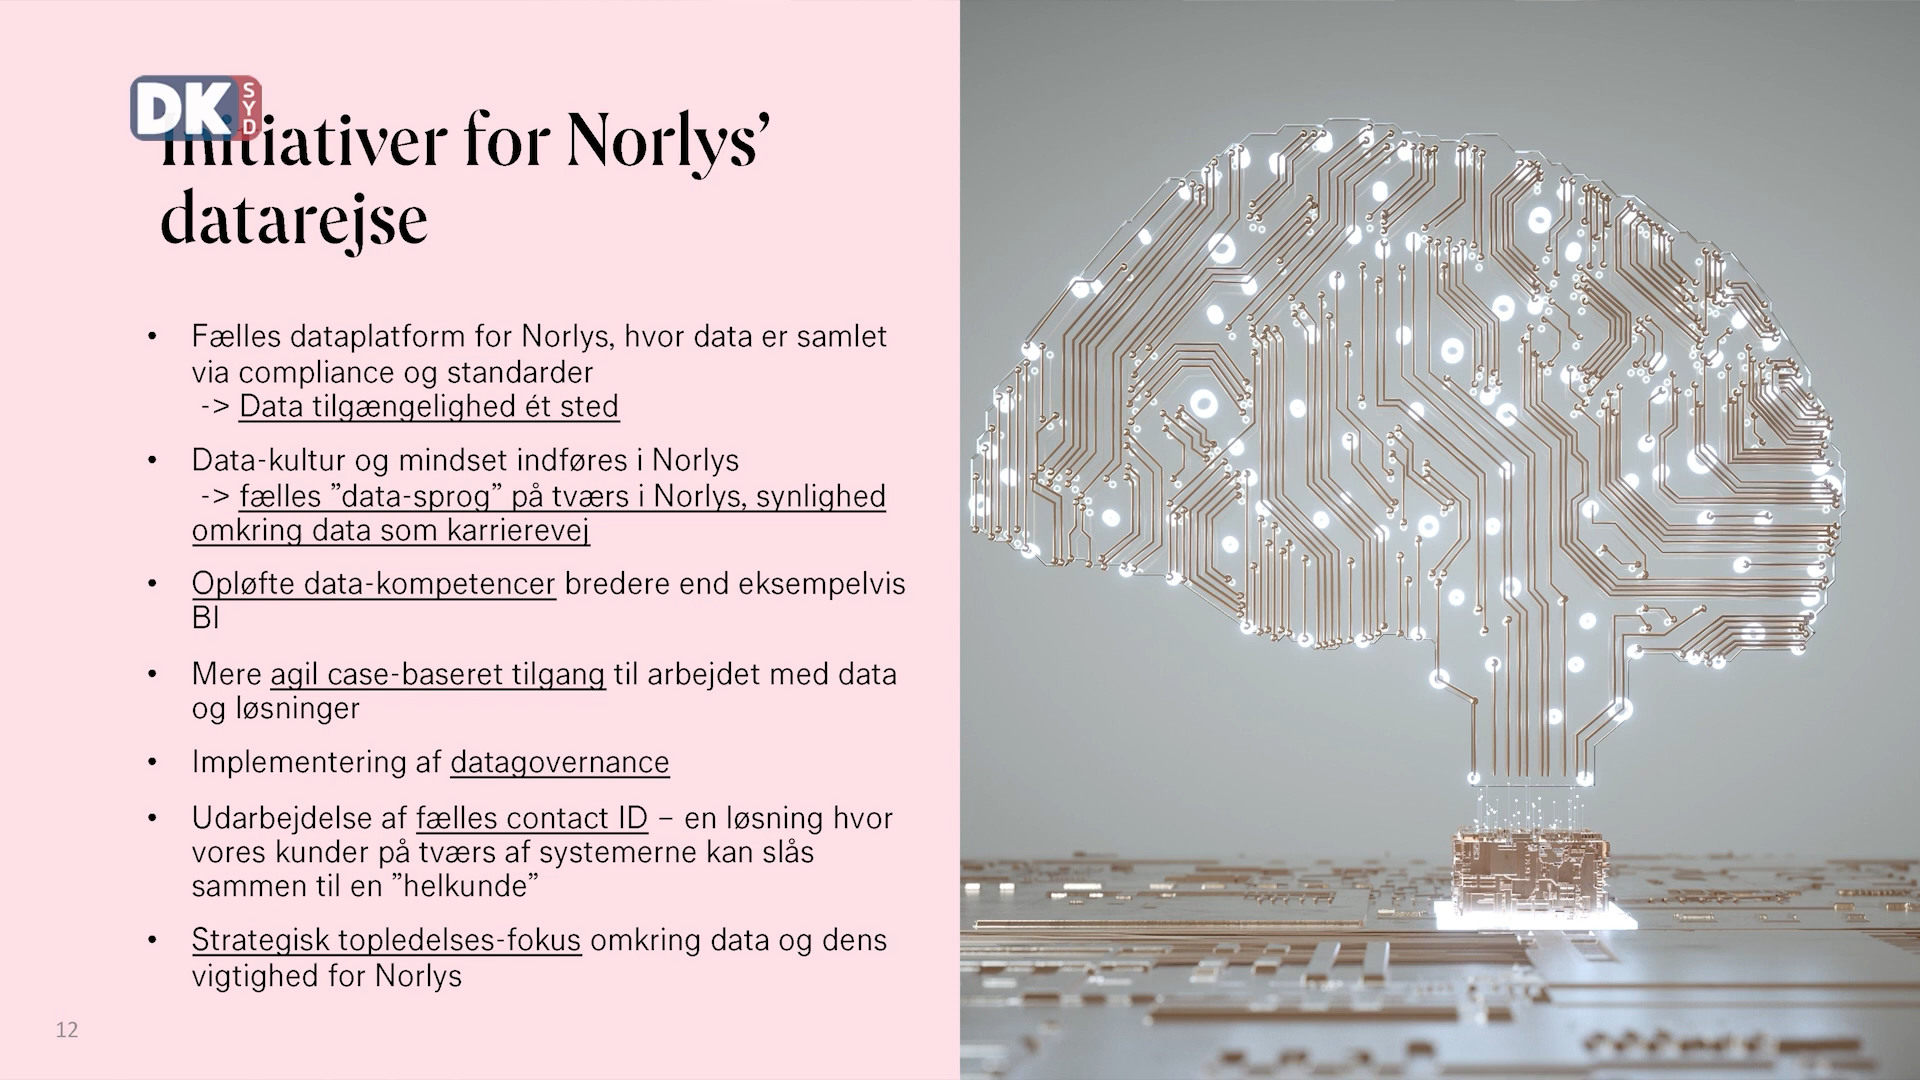 DK SYD
Initiativer for Norlys’
datarejse
• Fælles dataplatform for Norlys, hvor data er samlet
via compliance og standarder
-> Data tilgængelighed ét sted
• Data-kultur og mindset indføres i Norlys
-> fælles ”data-sprog” på tværs i Norlys, synlighed
omkring data som karrierevej
• Opløfte data-kompetencer bredere end eksempelvis
BI
• Mere agil case-baseret tilgang til arbejdet med data
og løsninger
• Implementering af datagovernance
• Udarbejdelse af fælles contact ID – en løsning hvor
vores kunder på tværs af systemerne kan slås
sammen til en ”helkunde”
• Strategisk topledelses-fokus omkring data og dens
vigtighed for Norlys
12